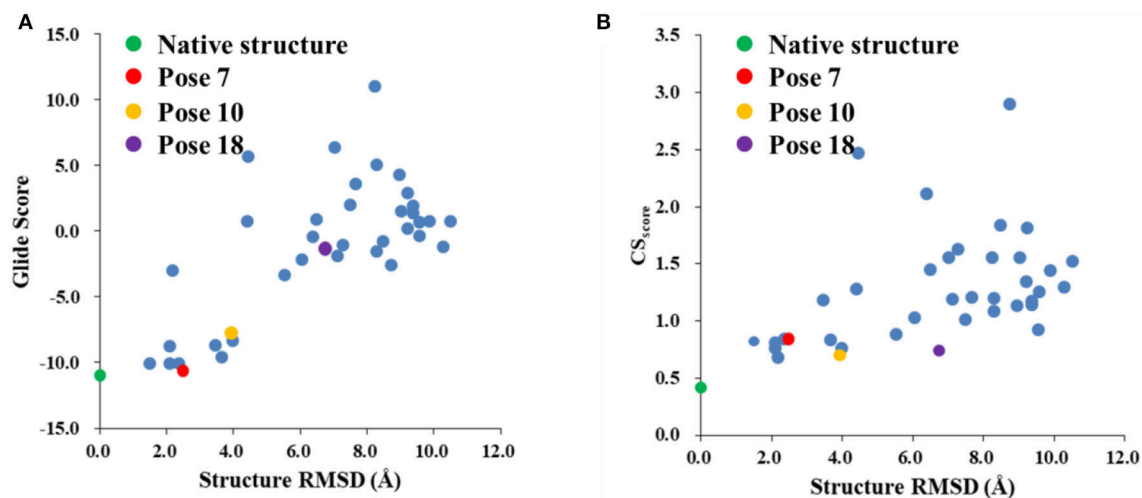 A
Native structure
Pose 7
Pose 10
Pose 18
Glide Score
15.0
10.0
5.0
0.0
-5.0
-10.0
-15.0
0.0 2.0 4.0 6.0 8.0 10.0 12.0
Structure RMSD (Å)
B
Native structure
Pose 7
Pose 10
Pose 18
CSscore
3.5
3.0
2.5
2.0
1.5
1.0
0.5
0.0
0.0 2.0 4.0 6.0 8.0 10.0 12.0
Structure RMSD (Å)